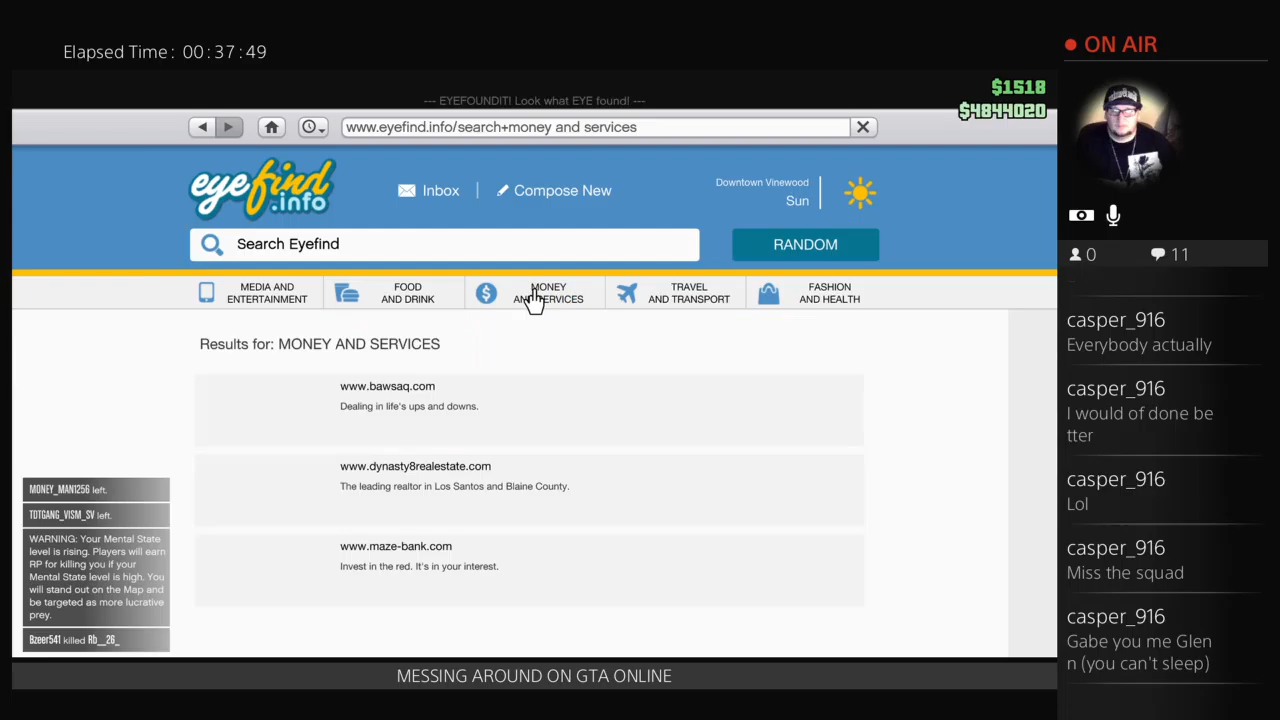 Elapsed Time: 00:37:49
ON AIR
$1518
$4844020
--- EYEFOUNDIT! Look what EYE found! ---
www.eyefind.info/search+money and services
eyefind
.info
Inbox
Compose New
Downtown Vinewood
Sun
Search Eyefind
RANDOM
MEDIA AND
ENTERTAINMENT
FOOD
AND DRINK
MONEY
AND SERVICES
TRAVEL
AND TRANSPORT
FASHION
AND HEALTH
Results for: MONEY AND SERVICES
www.bawsaq.com
Dealing in life's ups and downs.
www.dynasty8realestate.com
The leading realtor in Los Santos and Blaine County.
www.maze-bank.com
Invest in the red. It's in your interest.
MONEY_MAN1256 left.
TDTGANG_VISM_SV left.
WARNING: Your Mental State
level is rising. Players will earn
RP for killing you if your
Mental State level is high. You
will stand out on the Map and
be targeted as more lucrative
prey.
Bzeer541 killed Rb__26_
MESSING AROUND ON GTA ONLINE
0
11
casper_916
Everybody actually
casper_916
I would of done be
tter
casper_916
Lol
casper_916
Miss the squad
casper_916
Gabe you me Glen
n (you can't sleep)